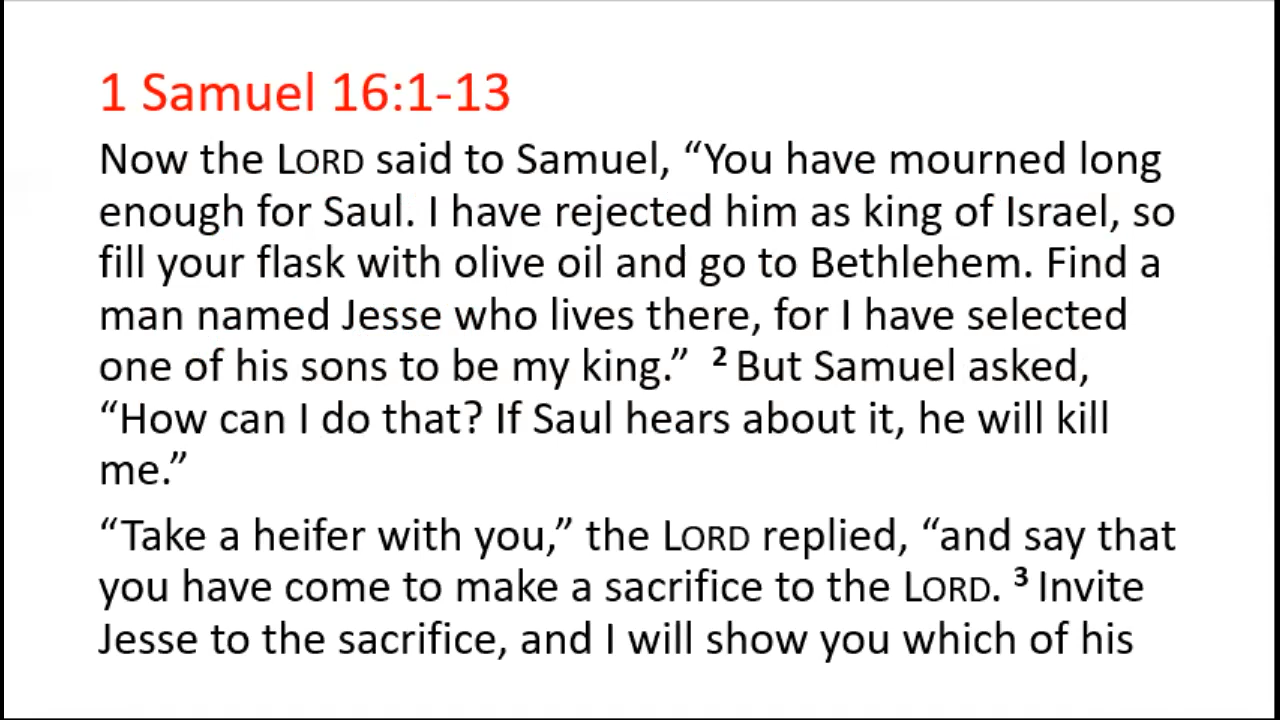 1 Samuel 16:1-13
Now the LORD said to Samuel, “You have mourned long
enough for Saul. I have rejected him as king of Israel, so
fill your flask with olive oil and go to Bethlehem. Find a
man named Jesse who lives there, for I have selected
one of his sons to be my king.” ² But Samuel asked,
“How can I do that? If Saul hears about it, he will kill
me.”
“Take a heifer with you,” the LORD replied, “and say that
you have come to make a sacrifice to the LORD. ³ Invite
Jesse to the sacrifice, and I will show you which of his